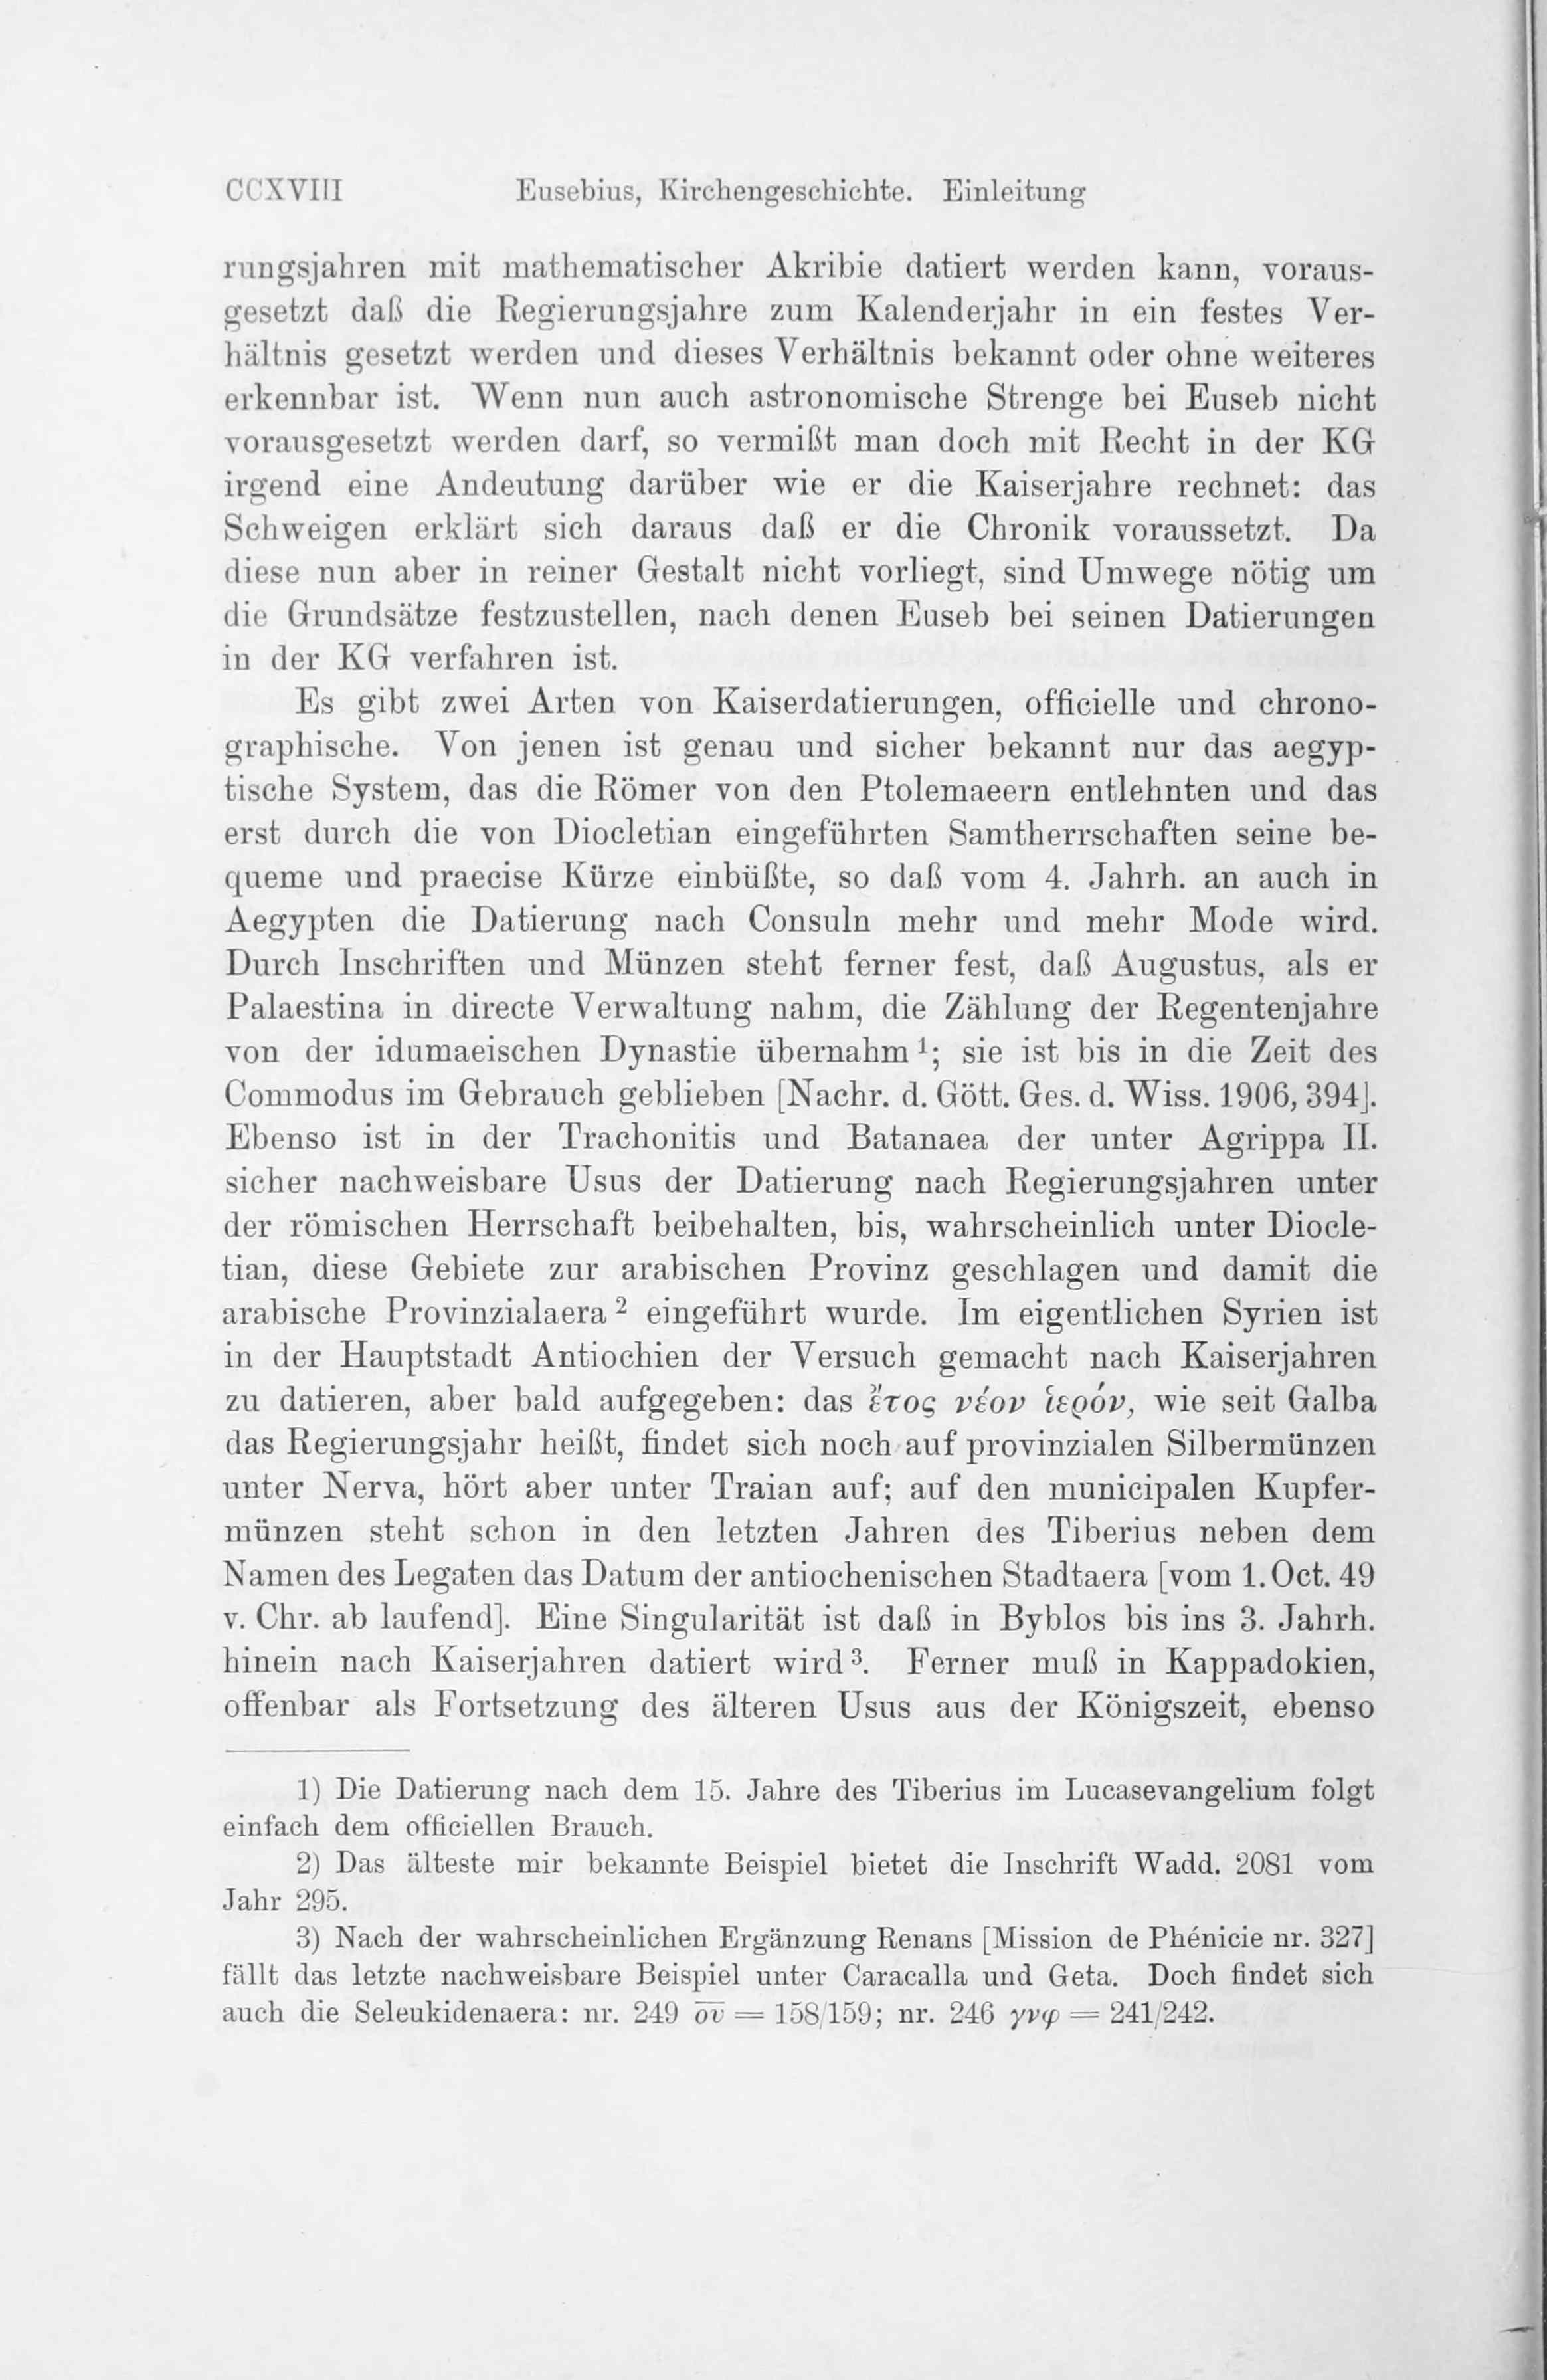 CCXVIII Eusebius, Kirchengeschichte. Einleitung
rungsjahren mit mathematischer Akribie datiert werden kann, voraus-
gesetzt daß die Regierungsjahre zum Kalenderjahr in ein festes Ver-
hältnis gesetzt werden und dieses Verhältnis bekannt oder ohne weiteres
erkennbar ist. Wenn nun auch astronomische Strenge bei Euseb nicht
vorausgesetzt werden darf, so vermißt man doch mit Recht in der KG
irgend eine Andeutung darüber wie er die Kaiserjahre rechnet: das
Schweigen erklärt sich daraus daß er die Chronik voraussetzt. Da
diese nun aber in reiner Gestalt nicht vorliegt, sind Umwege nötig um
die Grundsätze festzustellen, nach denen Euseb bei seinen Datierungen
in der KG verfahren ist.
Es gibt zwei Arten von Kaiserdatierungen, officielle und chrono-
graphische. Von jenen ist genau und sicher bekannt nur das aegyp-
tische System, das die Römer von den Ptolemaeern entlehnten und das
erst durch die von Diocletian eingeführten Samtherrschaften seine be-
queme und praecise Kürze einbüßte, so daß vom 4. Jahrh. an auch in
Aegypten die Datierung nach Consuln mehr und mehr Mode wird.
Durch Inschriften und Münzen steht ferner fest, daß Augustus, als er
Palaestina in directe Verwaltung nahm, die Zählung der Regentenjahre
von der idumaeischen Dynastie übernahm ¹; sie ist bis in die Zeit des
Commodus im Gebrauch geblieben [Nachr. d. Gött. Ges. d. Wiss. 1906, 394].
Ebenso ist in der Trachonitis und Batanaea der unter Agrippa II.
sicher nachweisbare Usus der Datierung nach Regierungsjahren unter
der römischen Herrschaft beibehalten, bis, wahrscheinlich unter Diocle-
tian, diese Gebiete zur arabischen Provinz geschlagen und damit die
arabische Provinzialaera ² eingeführt wurde. Im eigentlichen Syrien ist
in der Hauptstadt Antiochien der Versuch gemacht nach Kaiserjahren
zu datieren, aber bald aufgegeben: das ἔτος νέον ἱερόν, wie seit Galba
das Regierungsjahr heißt, findet sich noch auf provinzialen Silbermünzen
unter Nerva, hört aber unter Traian auf; auf den municipalen Kupfer-
münzen steht schon in den letzten Jahren des Tiberius neben dem
Namen des Legaten das Datum der antiochenischen Stadtaera [vom 1. Oct. 49
v. Chr. ab laufend]. Eine Singularität ist daß in Byblos bis ins 3. Jahrh.
hinein nach Kaiserjahren datiert wird ³. Ferner muß in Kappadokien,
offenbar als Fortsetzung des älteren Usus aus der Königszeit, ebenso
1) Die Datierung nach dem 15. Jahre des Tiberius im Lucasevangelium folgt
einfach dem officiellen Brauch.
2) Das älteste mir bekannte Beispiel bietet die Inschrift Wadd. 2081 vom
Jahr 295.
3) Nach der wahrscheinlichen Ergänzung Renans [Mission de Phénicie nr. 327]
fällt das letzte nachweisbare Beispiel unter Caracalla und Geta. Doch findet sich
auch die Seleukidenaera: nr. 249 ο̅υ̅ = 158/159; nr. 246 γνφ = 241/242.